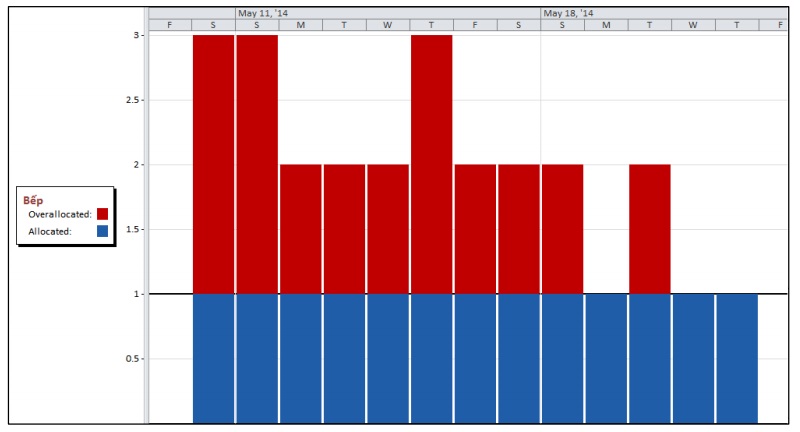 May 11, '14 May 18, '14
F S S M T W T F S S M T W T F
3
2.5
2
Bếp
Overallocated:
Allocated:
1.5
1
0.5